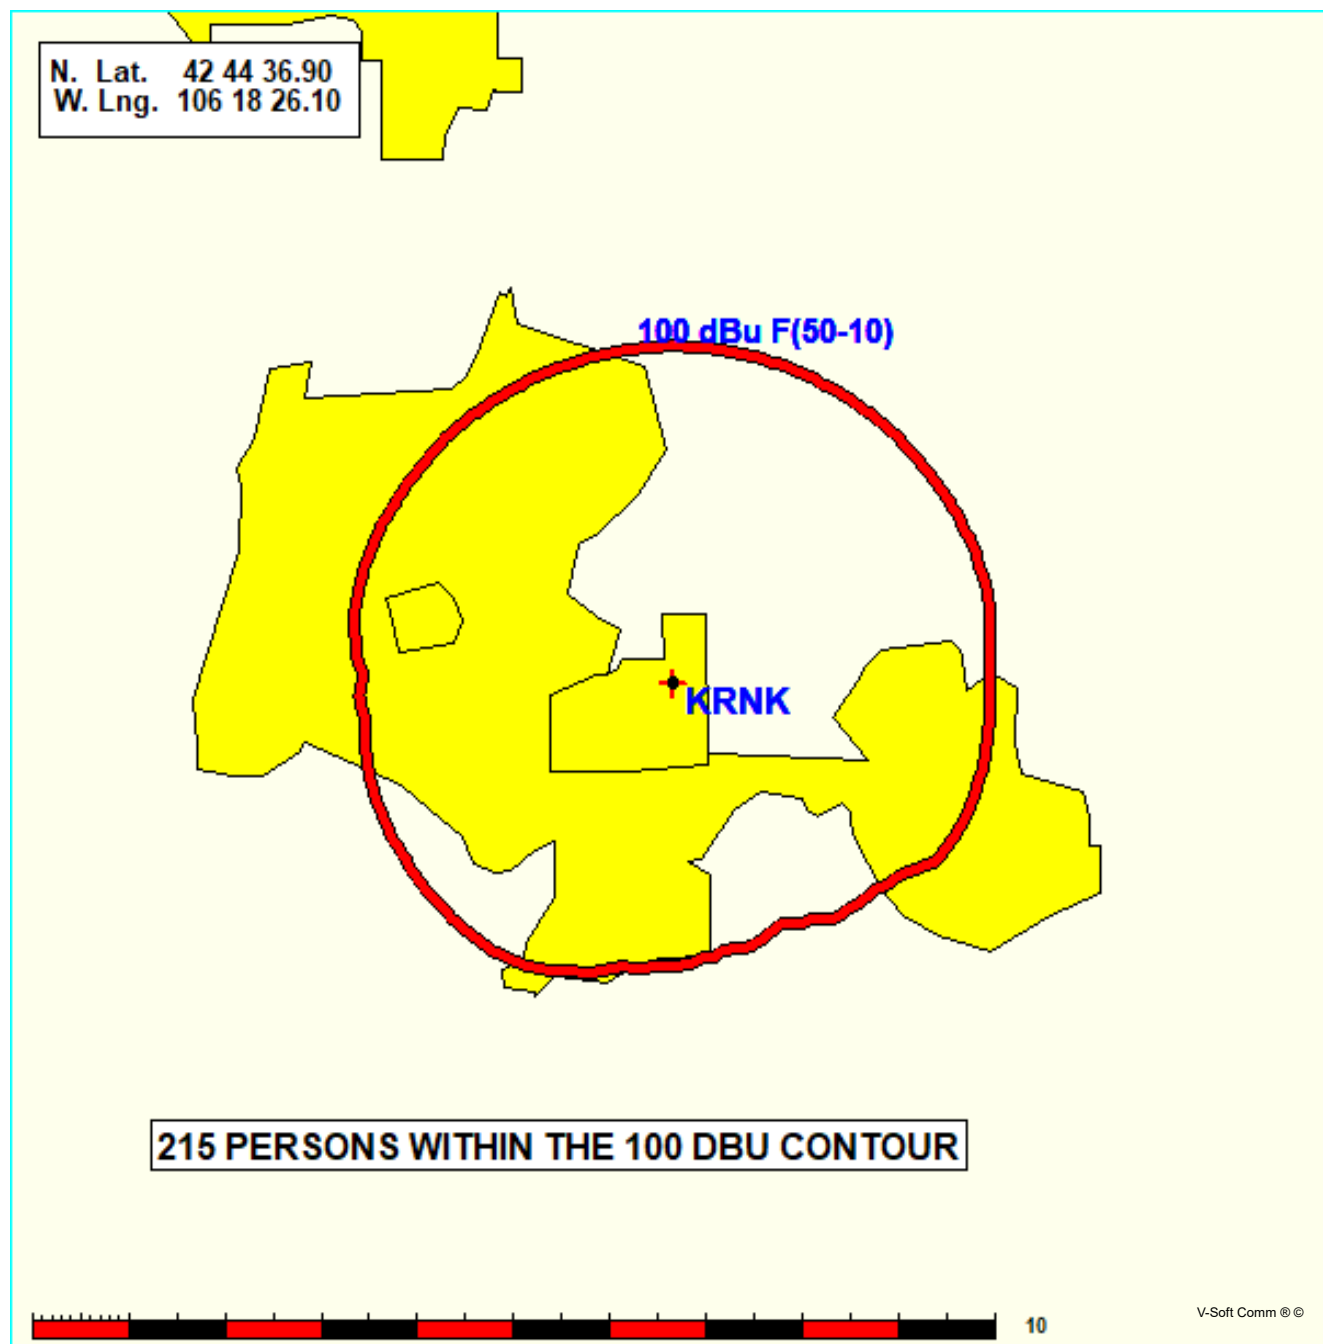 N. Lat. 42 44 36.90
W. Lng. 106 18 26.10
100 dBu F(50-10)
KRNK
215 PERSONS WITHIN THE 100 DBU CONTOUR
10
V-Soft Comm ® ©